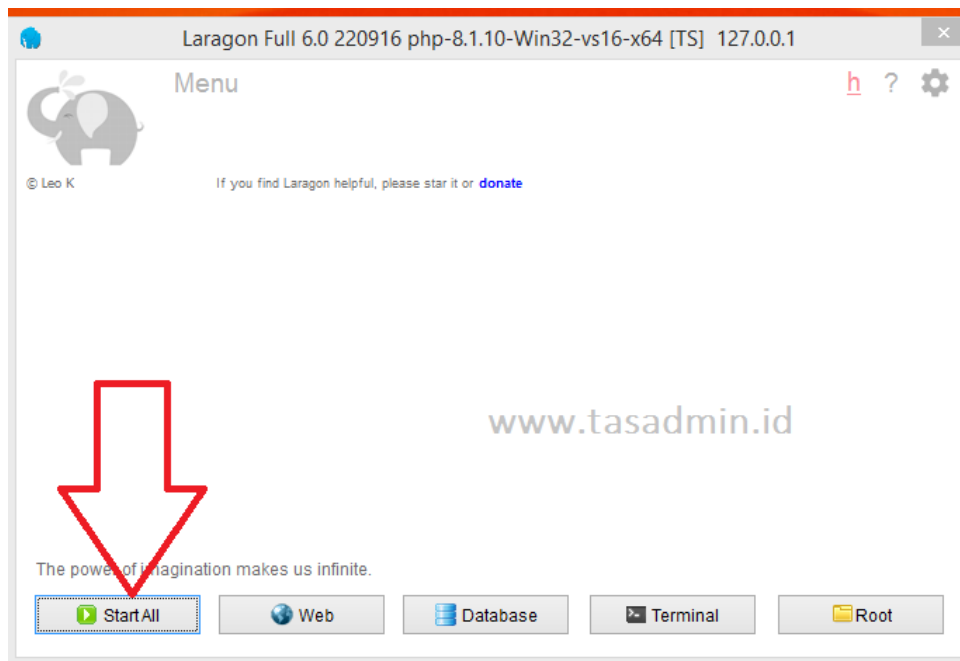 Laragon Full 6.0 220916 php-8.1.10-Win32-vs16-x64 [TS] 127.0.0.1
Menu
h ?
© Leo K
If you find Laragon helpful, please star it or donate
www.tasadmin.id
The power of imagination makes us infinite.
Start All
Web
Database
Terminal
Root